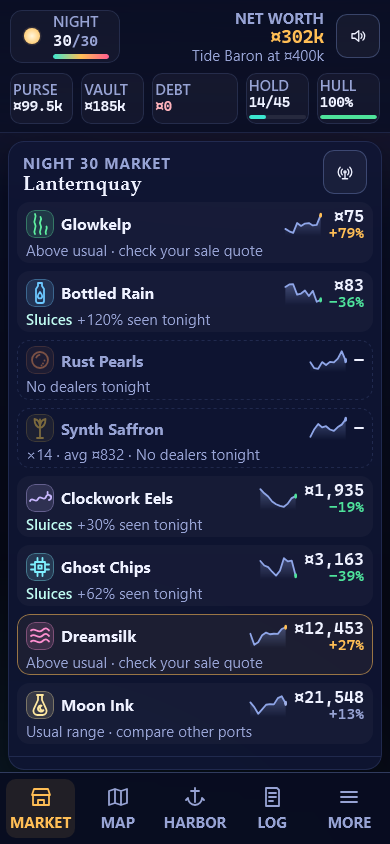 NIGHT
30/30
NET WORTH
¤302k
Tide Baron at ¤400k
PURSE
¤99.5k
VAULT
¤185k
DEBT
¤0
HOLD
14/45
HULL
100%
NIGHT 30 MARKET
Lanternquay
Glowkelp
¤75
+79%
Above usual · check your sale quote
Bottled Rain
¤83
−36%
Sluices +120% seen tonight
Rust Pearls
—
No dealers tonight
Synth Saffron
—
×14 · avg ¤832 · No dealers tonight
Clockwork Eels
¤1,935
−19%
Sluices +30% seen tonight
Ghost Chips
¤3,163
−39%
Sluices +62% seen tonight
Dreamsilk
¤12,453
+27%
Above usual · check your sale quote
Moon Ink
¤21,548
+13%
Usual range · compare other ports
MARKET
MAP
HARBOR
LOG
MORE